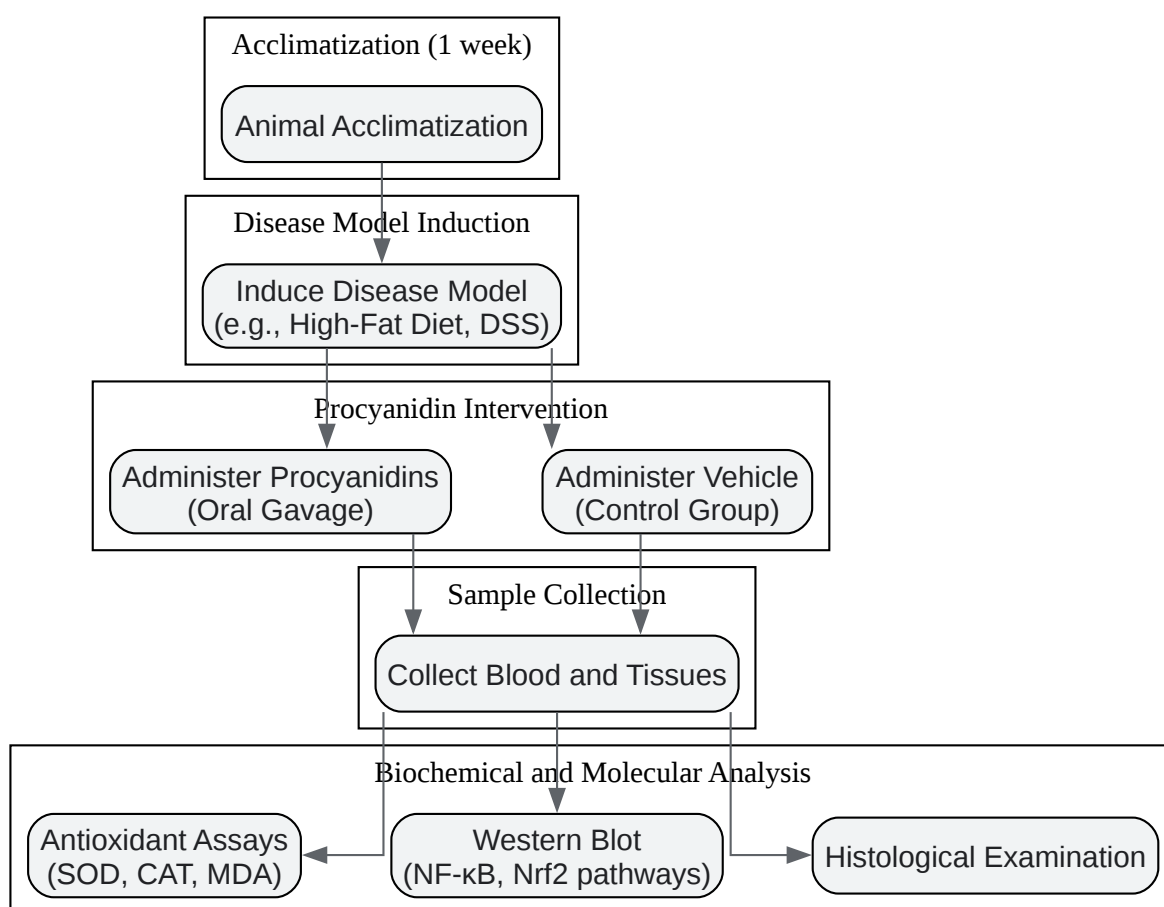 Acclimatization (1 week)
Animal Acclimatization
Disease Model Induction
Induce Disease Model
(e.g., High-Fat Diet, DSS)
Procyanidin Intervention
Administer Procyanidins
(Oral Gavage)
Administer Vehicle
(Control Group)
Sample Collection
Collect Blood and Tissues
Biochemical and Molecular Analysis
Antioxidant Assays
(SOD, CAT, MDA)
Western Blot
(NF-κB, Nrf2 pathways)
Histological Examination